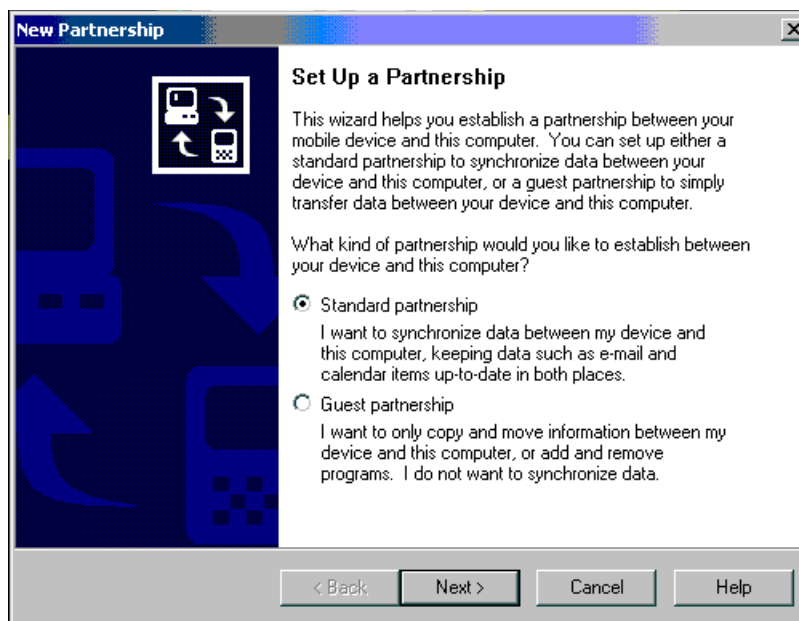 New Partnership
Set Up a Partnership
This wizard helps you establish a partnership between your
mobile device and this computer.  You can set up either a
standard partnership to synchronize data between your
device and this computer, or a guest partnership to simply
transfer data between your device and this computer.
What kind of partnership would you like to establish between
your device and this computer?
Standard partnership
I want to synchronize data between my device and
this computer, keeping data such as e-mail and
calendar items up-to-date in both places.
Guest partnership
I want to only copy and move information between my
device and this computer, or add and remove
programs.  I do not want to synchronize data.
< Back Next > Cancel Help